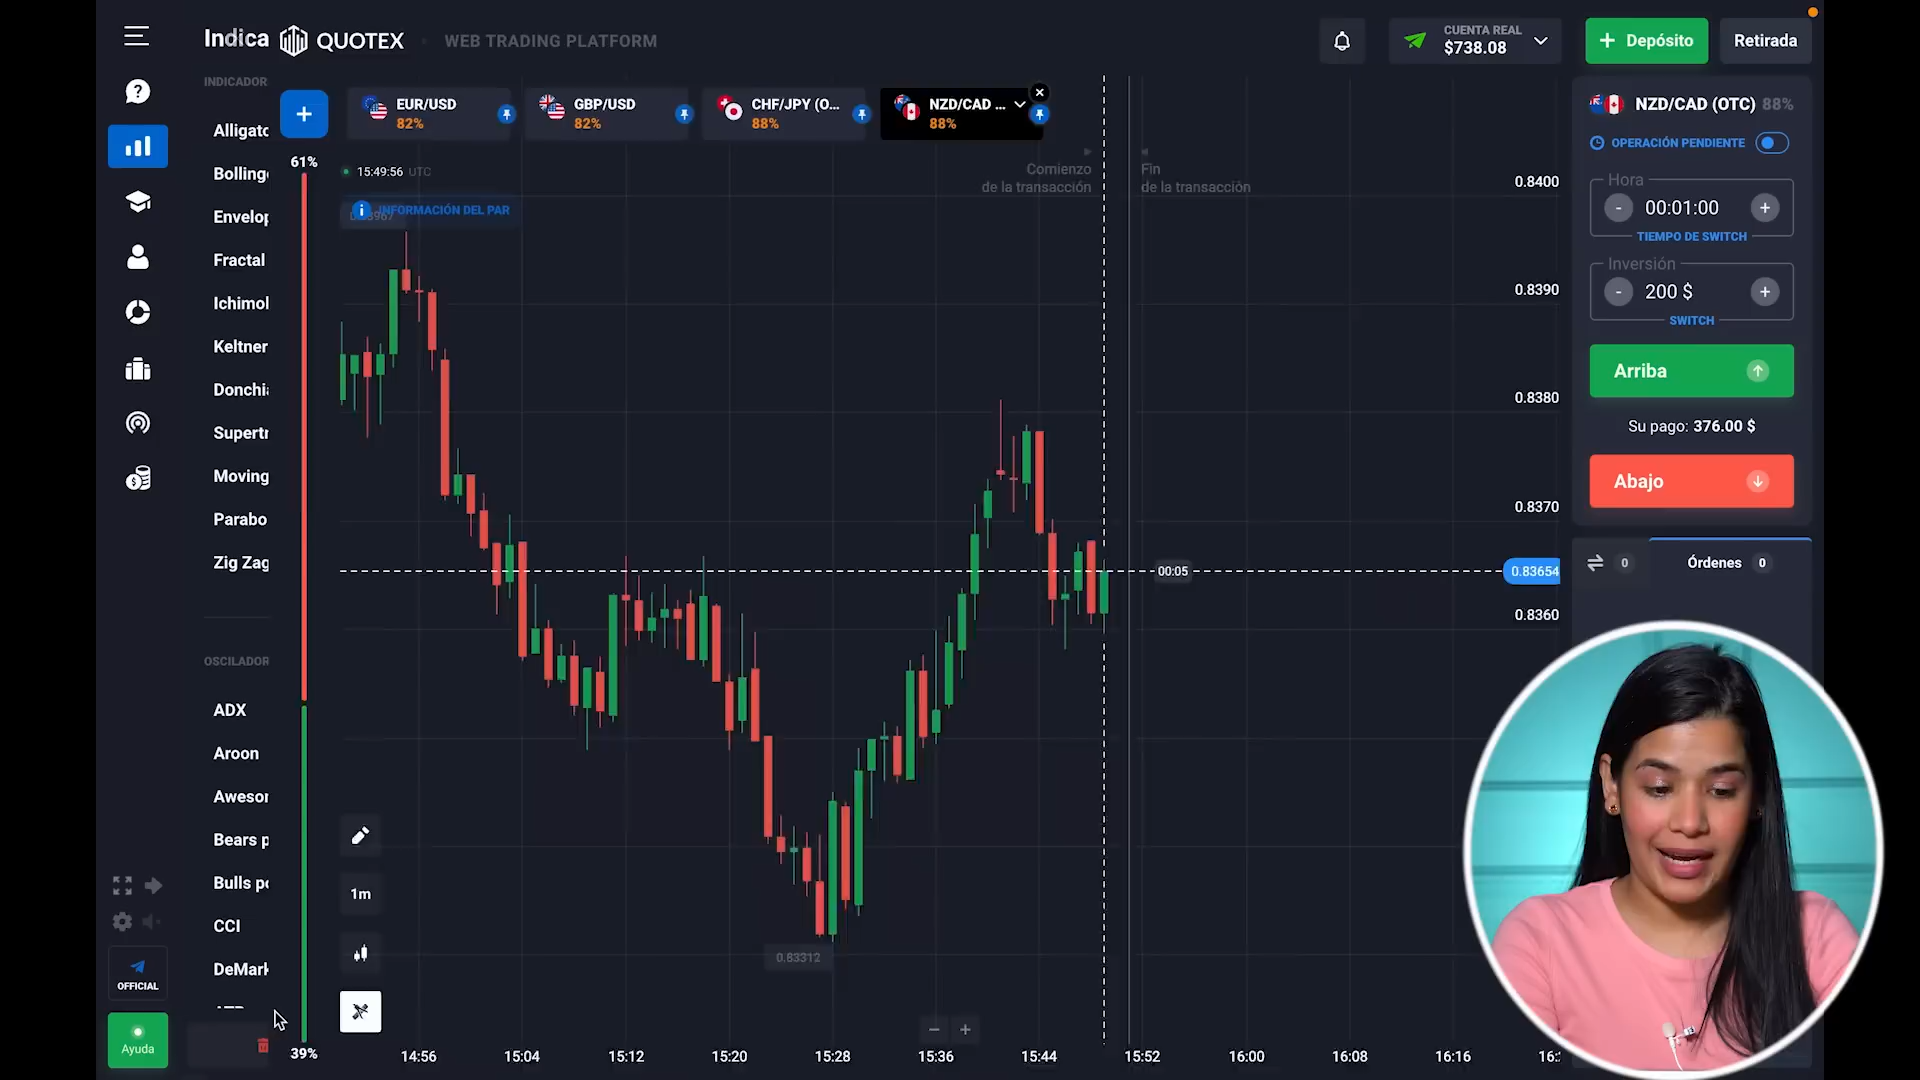 Indica
QUOTEX
WEB TRADING PLATFORM
CUENTA REAL
$738.08
+ Depósito
Retirada
INDICADOR
Alligato
Bollinge
Envelop
Fractal
Ichimol
Keltner
Donchia
Supertr
Moving
Parabo
Zig Zag
OSCILADOR
ADX
Aroon
Aweson
Bears p
Bulls po
CCI
DeMark
OFFICIAL
Ayuda
61%
39%
+
EUR/USD
82%
GBP/USD
82%
CHF/JPY (O...
88%
NZD/CAD ...
88%
15:49:56 UTC
INFORMACIÓN DEL PAR
Comienzo
de la transacción
Fin
de la transacción
0.8400
0.8390
0.8380
0.8370
0.83654
0.8360
00:05
0.83312
1m
14:56
15:04
15:12
15:20
15:28
15:36
15:44
15:52
16:00
16:08
16:16
NZD/CAD (OTC) 88%
OPERACIÓN PENDIENTE
Hora
- 00:01:00 +
TIEMPO DE SWITCH
Inversión
- 200 $ +
SWITCH
Arriba
Su pago: 376.00 $
Abajo
0
Órdenes 0